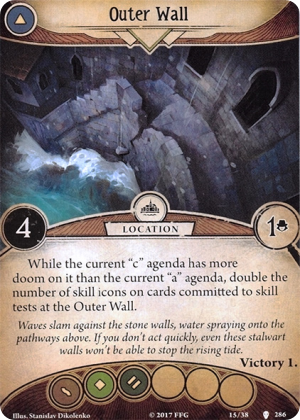 Outer Wall
4
LOCATION
1
While the current "c" agenda has more
doom on it than the current "a" agenda, double the
number of skill icons on cards committed to skill
tests at the Outer Wall.
Waves slam against the stone walls, water spraying onto the
pathways above. If you don't act quickly, even these stalwart
walls won't be able to stop the rising tide.
Victory 1.
Illus. Stanislav Dikolenko
© 2017 FFG
15/38
286